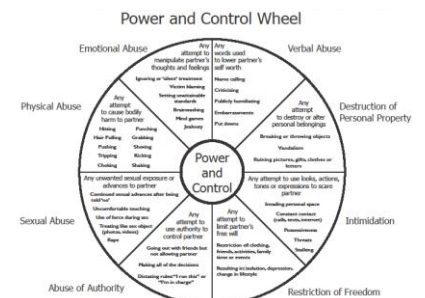 Power and Control Wheel
Emotional Abuse
Any
attempt to
manipulate partner's
thoughts and feelings
Ignoring or "silent" treatment
Victim blaming
Setting unattainable
standards
Brainwashing
Mind games
Jealousy
Verbal Abuse
Any
words used
to lower partner's
self worth
Name calling
Criticizing
Publicly humiliating
Embarrassments
Put downs
Physical Abuse
Any
attempt
to cause bodily
harm to partner
Hitting Punching
Hair Pulling Grabbing
Pushing Shoving
Tripping Kicking
Choking Shaking
Destruction of
Personal Property
Any
attempt
to destroy or alter
personal belongings
Breaking or throwing objects
Vandalism
Ruining pictures, gifts, clothes or
letters
Power
and
Control
Sexual Abuse
Any unwanted sexual exposure or
advances to partner
Continued sexual advances after being
told "no"
Uncomfortable touching
Use of force during sex
Treating like sex object
(photos, videos)
Rape
Intimidation
Any attempt to use looks, actions,
tones or expressions to scare
partner
Invading personal space
Constant contact
(calls, texts, internet)
Possessiveness
Threats
Stalking
Abuse of Authority
Any
attempt to
use authority to
control partner
Going out with friends but
not allowing partner
Making all of the decisions
Dictating rules "I run this" or
"I'm in charge"
Restriction of Freedom
Any
attempt to
limit partner's
free will
Restriction of clothing,
friends, activities, family
time or events
Resulting in isolation, depression,
change in lifestyle